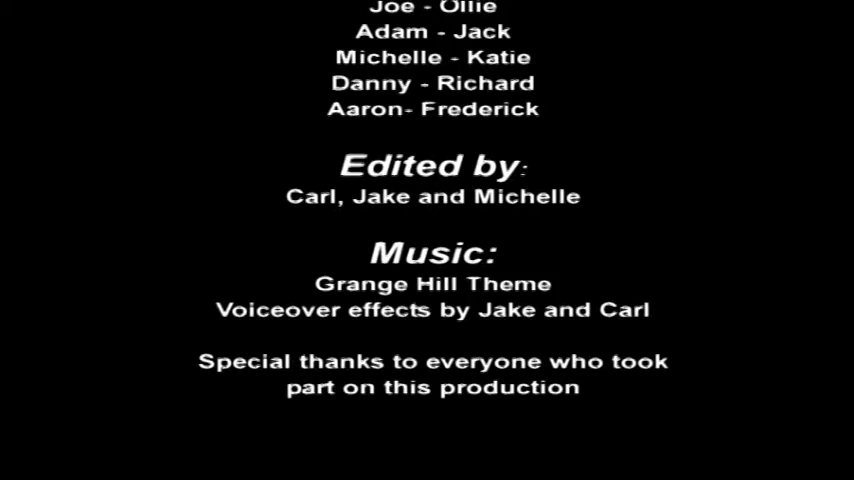 Joe - Ollie
Adam - Jack
Michelle - Katie
Danny - Richard
Aaron- Frederick
Edited by:
Carl, Jake and Michelle
Music:
Grange Hill Theme
Voiceover effects by Jake and Carl
Special thanks to everyone who took
part on this production